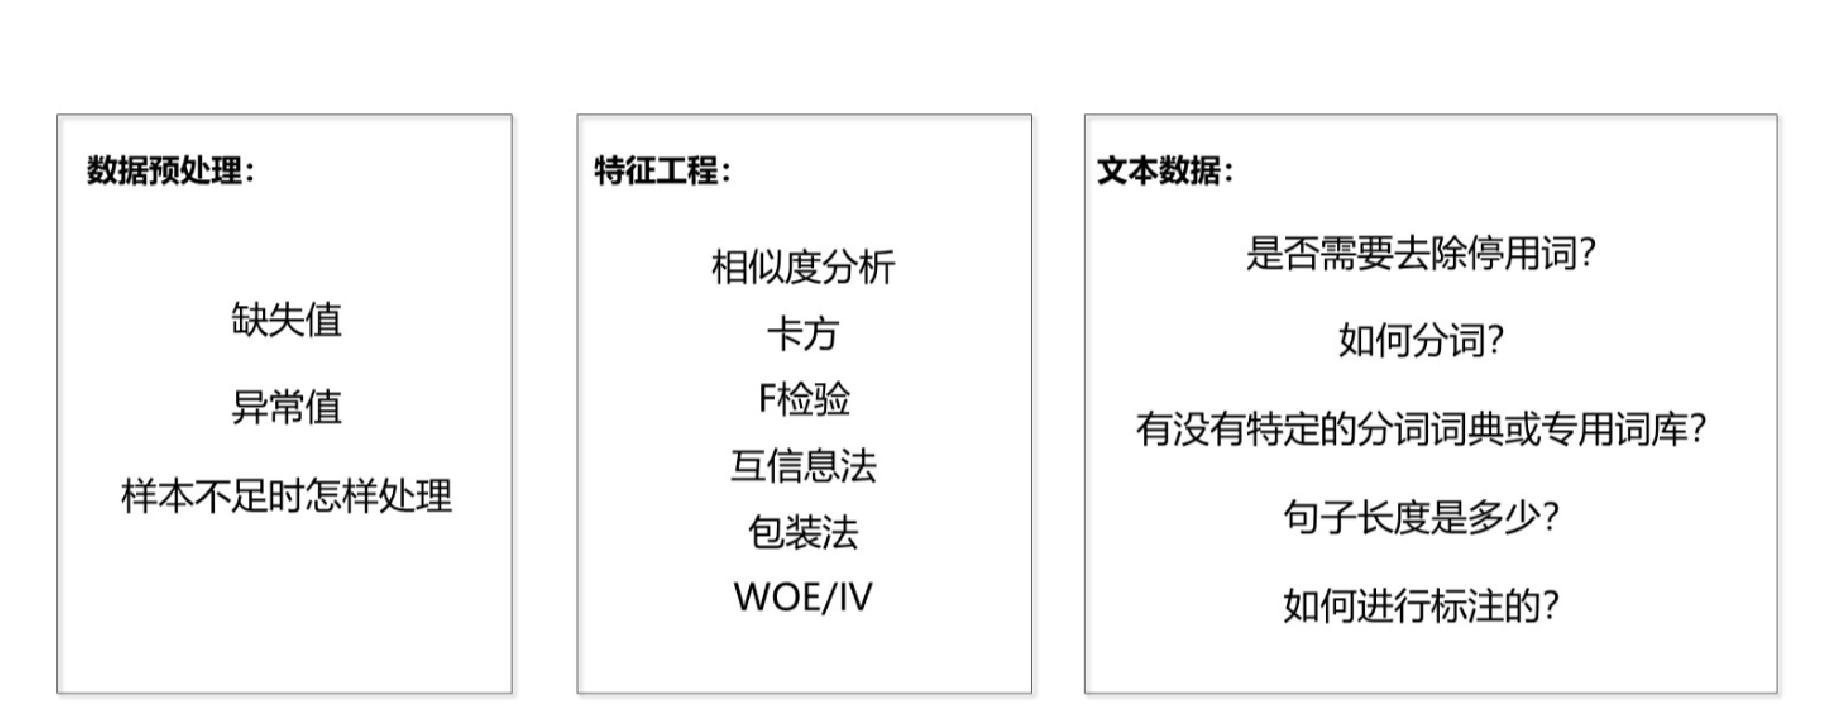 数据预处理：
缺失值
异常值
样本不足时怎样处理
特征工程：
相似度分析
卡方
F检验
互信息法
包装法
WOE/IV
文本数据：
是否需要去除停用词？
如何分词？
有没有特定的分词词典或专用词库？
句子长度是多少？
如何进行标注的？